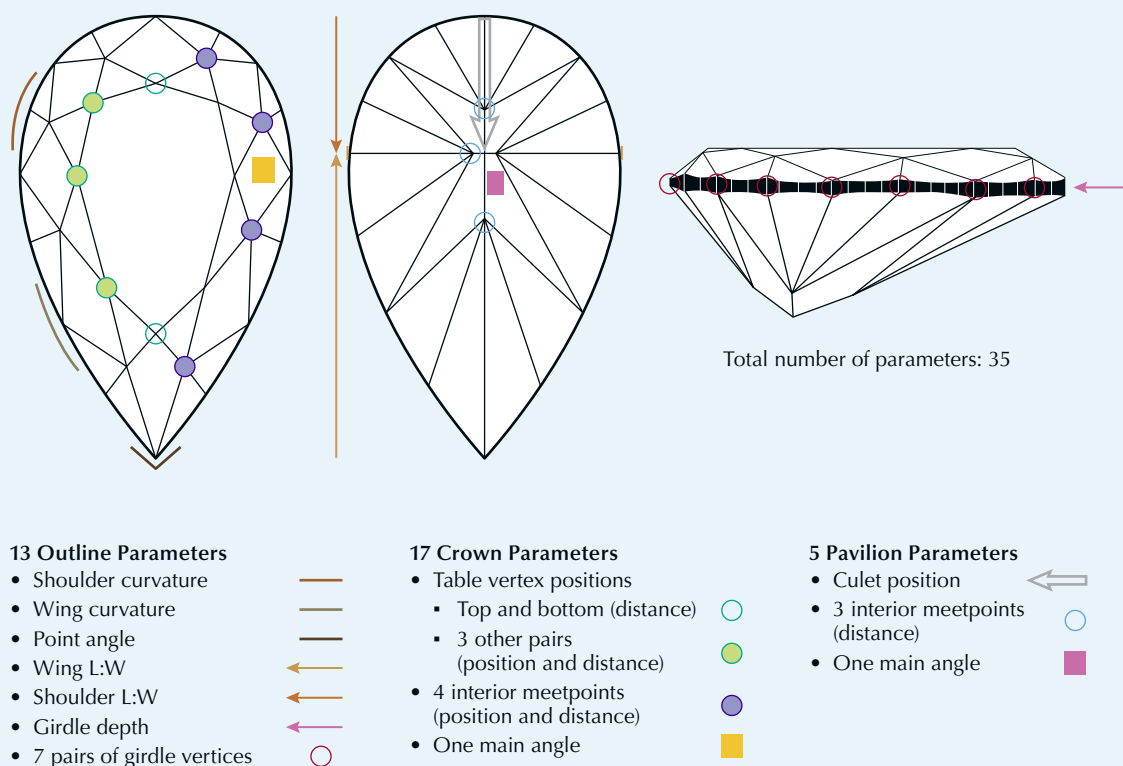 Total number of parameters: 35
13 Outline Parameters
• Shoulder curvature
• Wing curvature
• Point angle
• Wing L:W
• Shoulder L:W
• Girdle depth
• 7 pairs of girdle vertices
17 Crown Parameters
• Table vertex positions
▪ Top and bottom (distance)
▪ 3 other pairs
(position and distance)
• 4 interior meetpoints
(position and distance)
• One main angle
5 Pavilion Parameters
• Culet position
• 3 interior meetpoints
(distance)
• One main angle